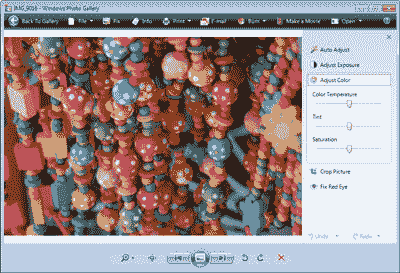 IMG_9016 - Windows Photo Gallery
Back To Gallery File Fix Info Print E-mail Burn Make a Movie Open
Auto Adjust
Adjust Exposure
Adjust Color
Color Temperature
Tint
Saturation
Crop Picture
Fix Red Eye
Undo Redo